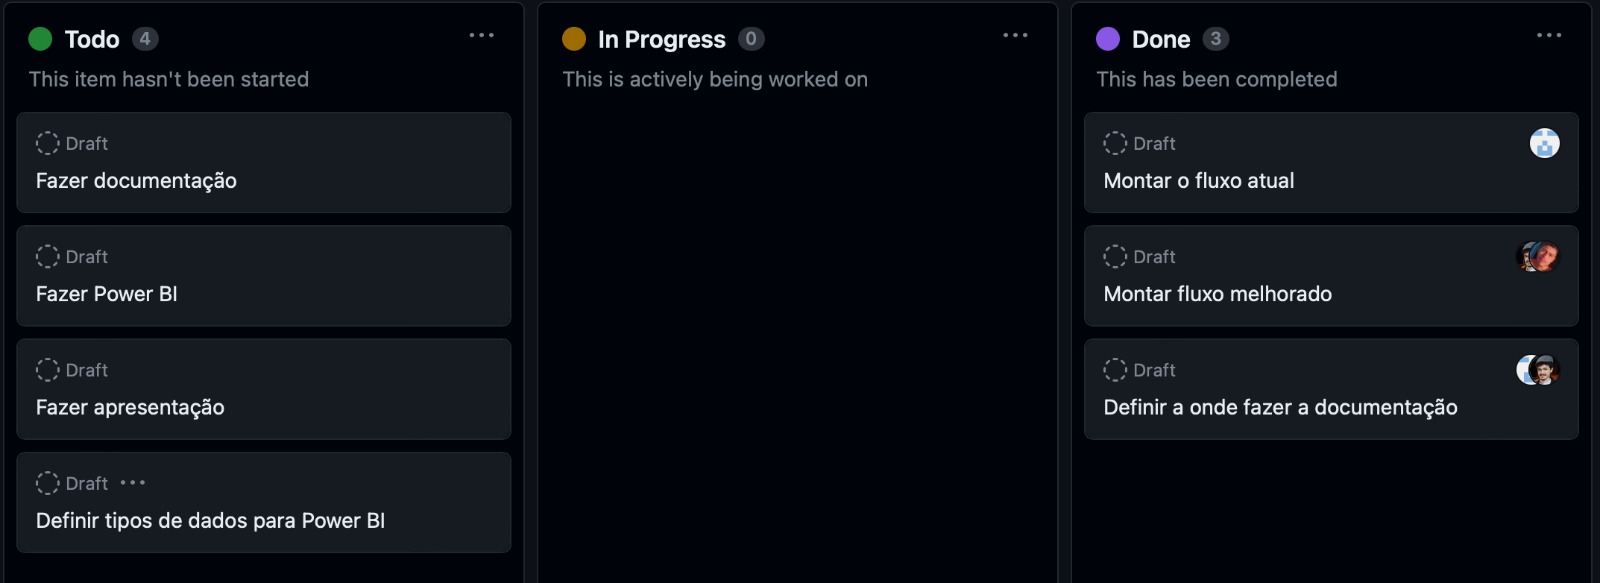 Todo 4
This item hasn't been started
Draft
Fazer documentação
Draft
Fazer Power BI
Draft
Fazer apresentação
Draft
Definir tipos de dados para Power BI
In Progress 0
This is actively being worked on
Done 3
This has been completed
Draft
Montar o fluxo atual
Draft
Montar fluxo melhorado
Draft
Definir a onde fazer a documentação